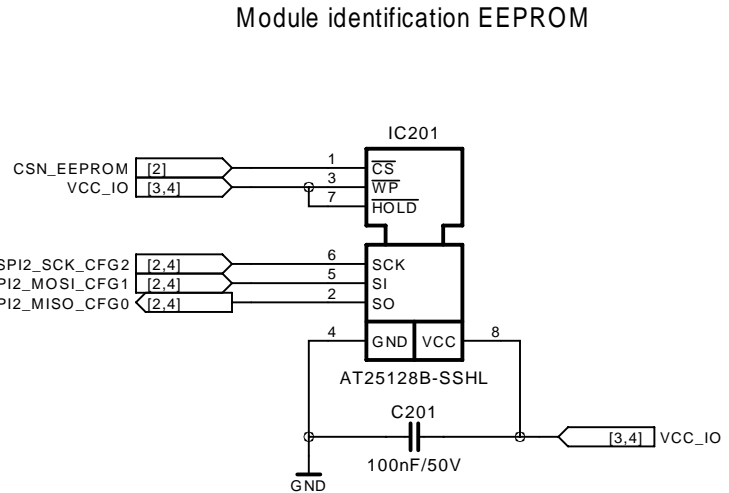 Module identification EEPROM
IC201
CSN_EEPROM [2] 1 CS
VCC_IO [3,4] 3 WP
7 HOLD
SPI2_SCK_CFG2 [2,4] 6 SCK
PI2_MOSI_CFG1 [2,4] 5 SI
PI2_MISO_CFG0 [2,4] 2 SO
4 GND VCC 8
AT25128B-SSHL
C201
[3,4] VCC_IO
100nF/50V
GND